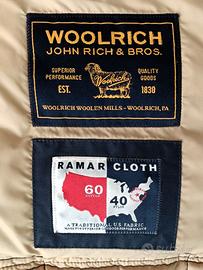 WOOLRICH
JOHN RICH & BROS.
SUPERIOR
PERFORMANCE
QUALITY
GOODS
Woolrich
EST.
1830
WOOLRICH WOOLEN MILLS - WOOLRICH, PA
RAMAR CLOTH
60
40
A TRADITIONAL U.S. FABRIC